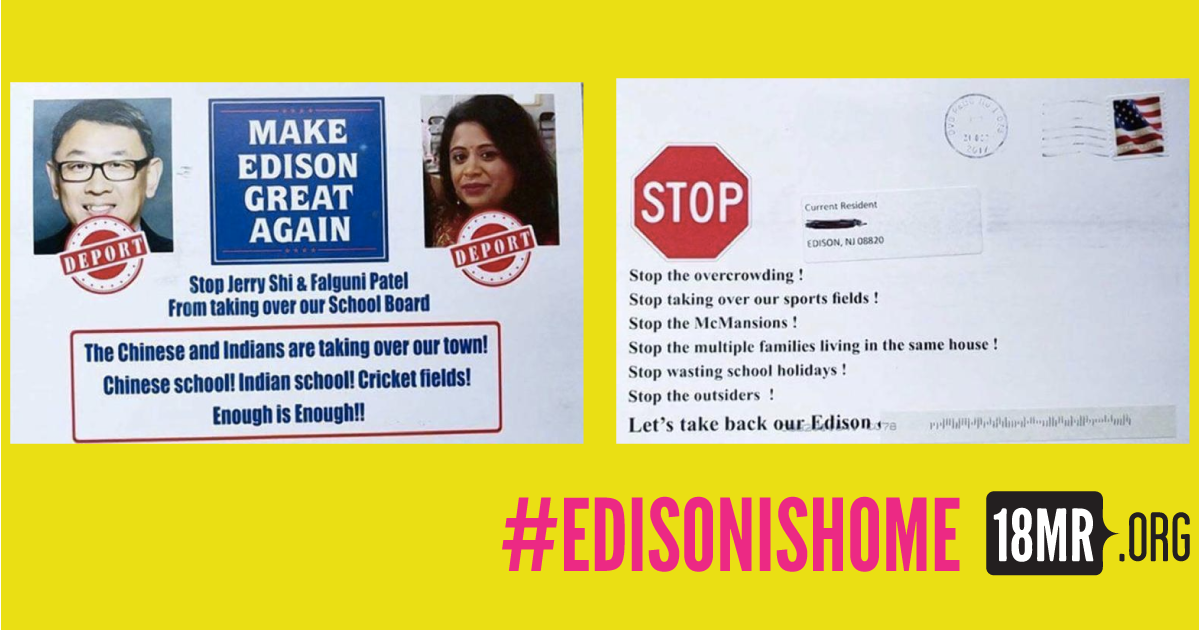 MAKE
EDISON
GREAT
AGAIN
DEPORT
DEPORT
Stop Jerry Shi & Falguni Patel
From taking over our School Board
The Chinese and Indians are taking over our town!
Chinese school! Indian school! Cricket fields!
Enough is Enough!!
2017
STOP
Current Resident
EDISON, NJ 08820
Stop the overcrowding !
Stop taking over our sports fields !
Stop the McMansions !
Stop the multiple families living in the same house !
Stop wasting school holidays !
Stop the outsiders !
Let's take back our Edison .
#EDISONISHOME
18MR.ORG